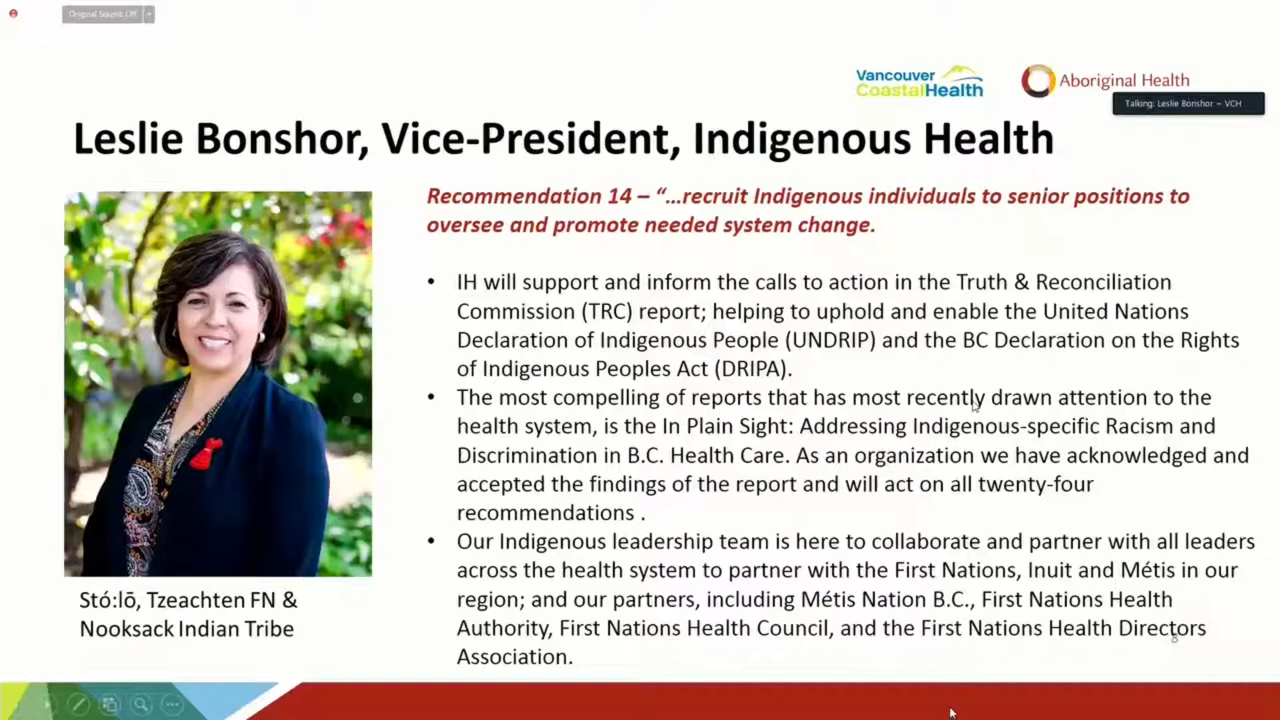 Original Sound: Off
Vancouver
CoastalHealth
Aborginal Health
Talking: Leslie Bonshor ~ VCH
Leslie Bonshor, Vice-President, Indigenous Health
Recommendation 14 – “…recruit Indigenous individuals to senior positions to
oversee and promote needed system change.
• IH will support and inform the calls to action in the Truth & Reconciliation
Commission (TRC) report; helping to uphold and enable the United Nations
Declaration of Indigenous People (UNDRIP) and the BC Declaration on the Rights
of Indigenous Peoples Act (DRIPA).
• The most compelling of reports that has most recently drawn attention to the
health system, is the In Plain Sight: Addressing Indigenous-specific Racism and
Discrimination in B.C. Health Care. As an organization we have acknowledged and
accepted the findings of the report and will act on all twenty-four
recommendations .
• Our Indigenous leadership team is here to collaborate and partner with all leaders
across the health system to partner with the First Nations, Inuit and Métis in our
region; and our partners, including Métis Nation B.C., First Nations Health
Authority, First Nations Health Council, and the First Nations Health Directors
Association.
8
Stó:lō, Tzeachten FN &
Nooksack Indian Tribe